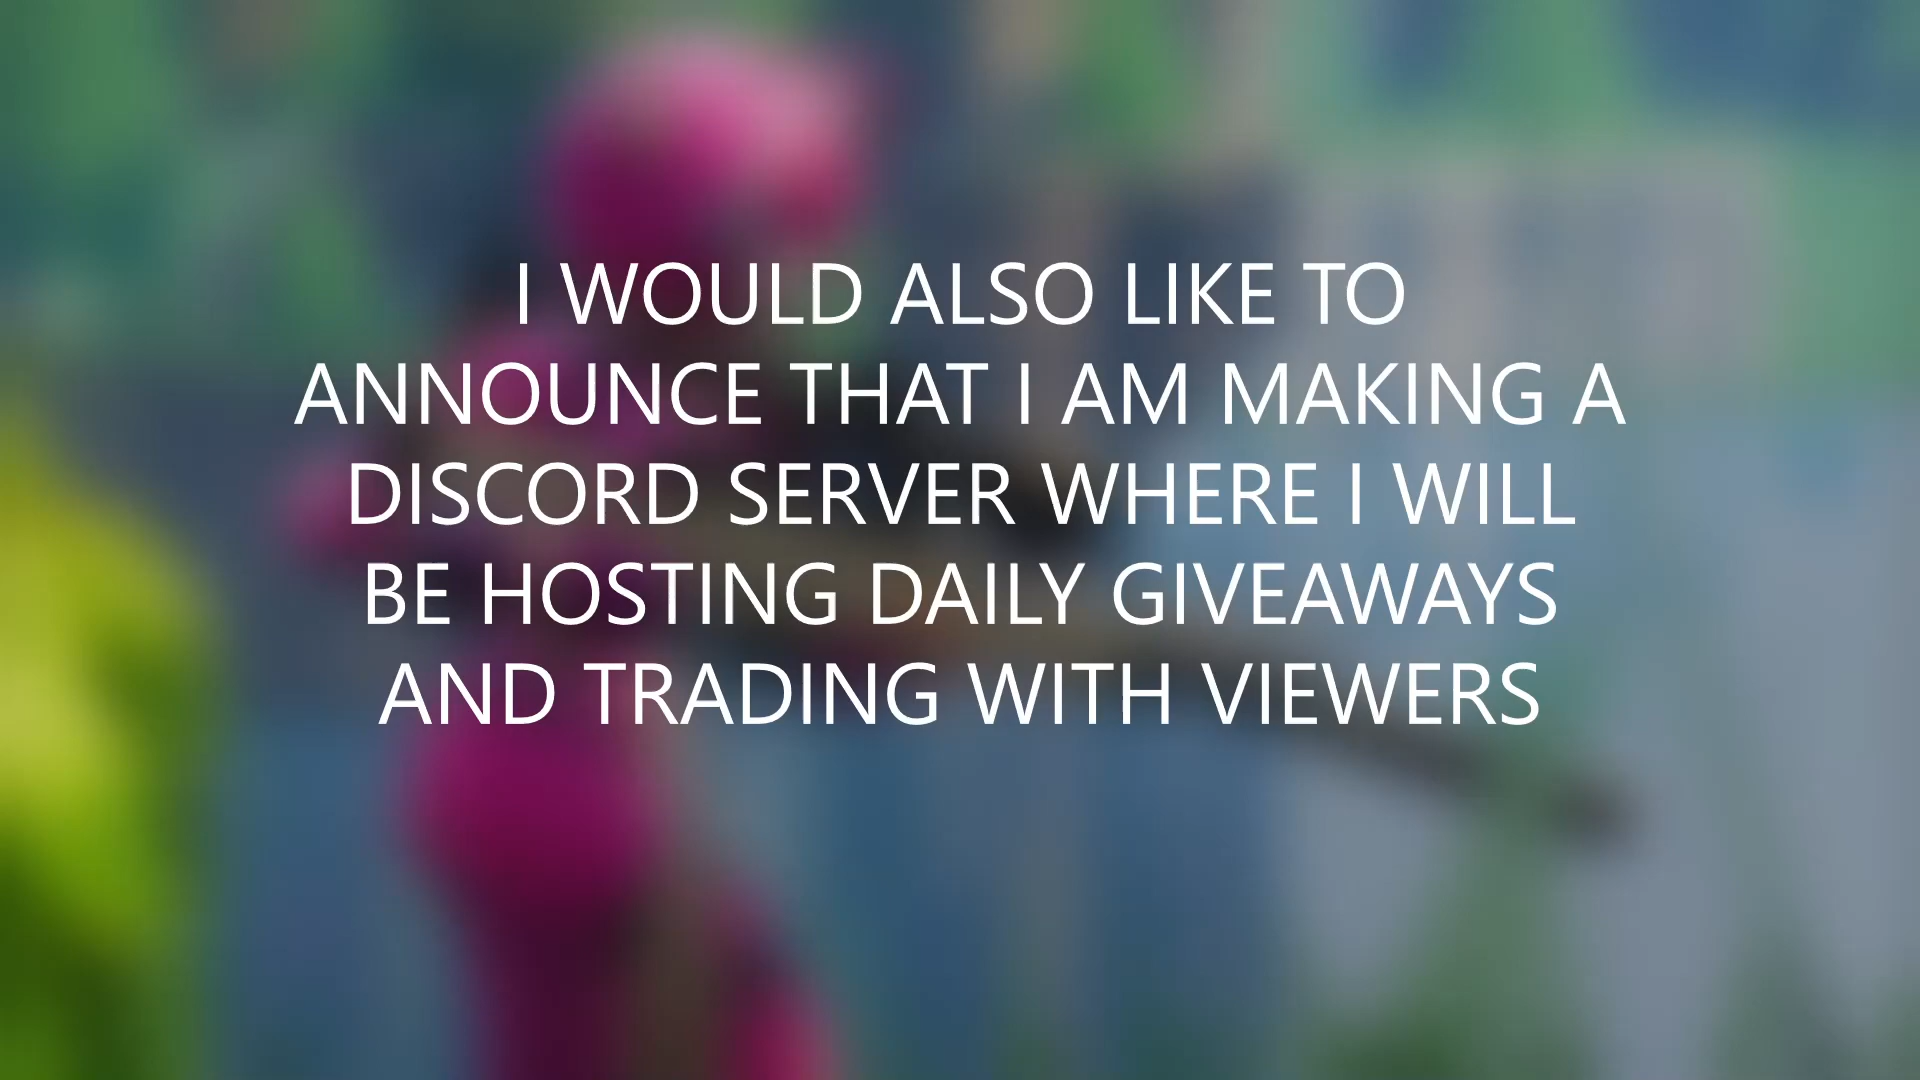 I WOULD ALSO LIKE TO
ANNOUNCE THAT I AM MAKING A
DISCORD SERVER WHERE I WILL
BE HOSTING DAILY GIVEAWAYS
AND TRADING WITH VIEWERS